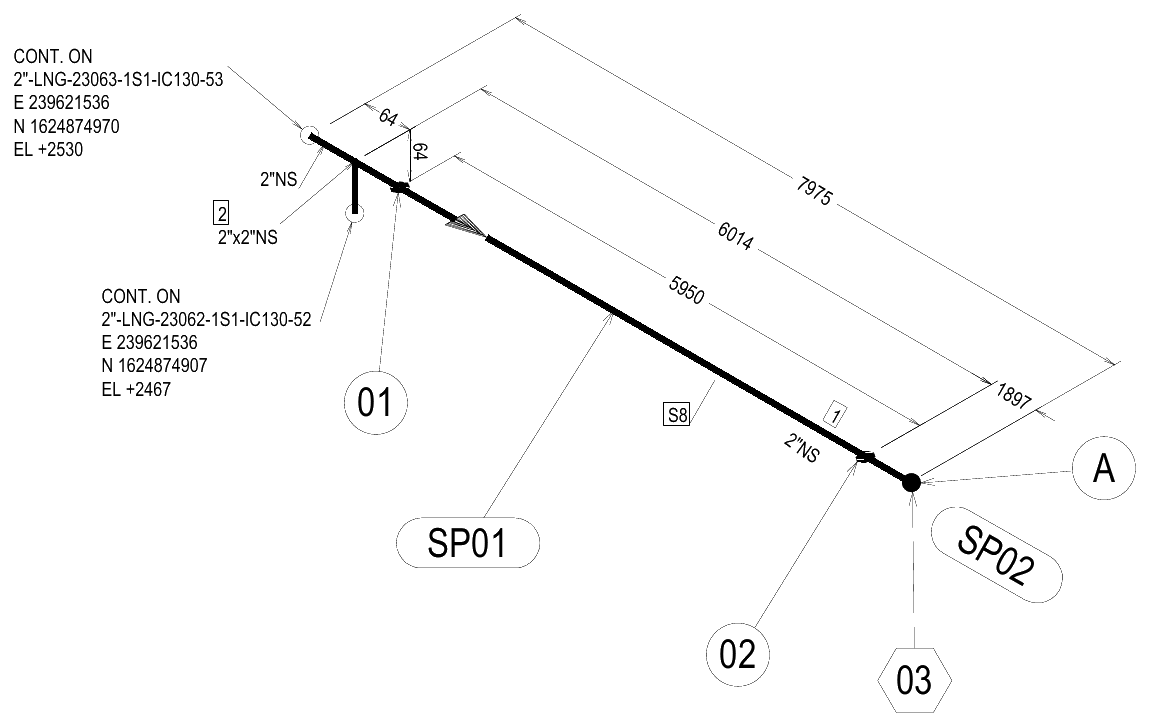 CONT. ON
2"-LNG-23063-1S1-IC130-53
E 239621536
N 1624874970
EL +2530
64
64
7975
6014
5950
1897
2"NS
2
2"x2"NS
CONT. ON
2"-LNG-23062-1S1-IC130-52
E 239621536
N 1624874907
EL +2467
01
S8
1
2"NS
A
SP01
SP02
02
03